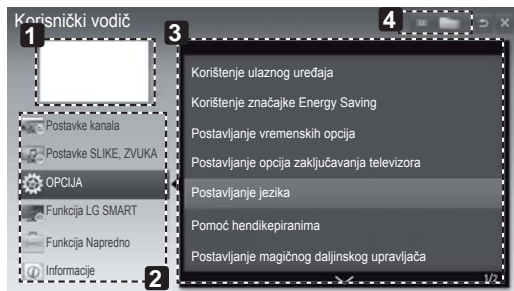 Korisnički vodič
1
3
4
Korištenje ulaznog uređaja
Korištenje značajke Energy Saving
Postavljanje vremenskih opcija
Postavljanje opcija zaključavanja televizora
Postavljanje jezika
Pomoć hendikepiranima
Postavljanje magičnog daljinskog upravljača
1/2
Postavke kanala
Postavke SLIKE, ZVUKA
OPCIJA
Funkcija LG SMART
Funkcija Napredno
Informacije
2